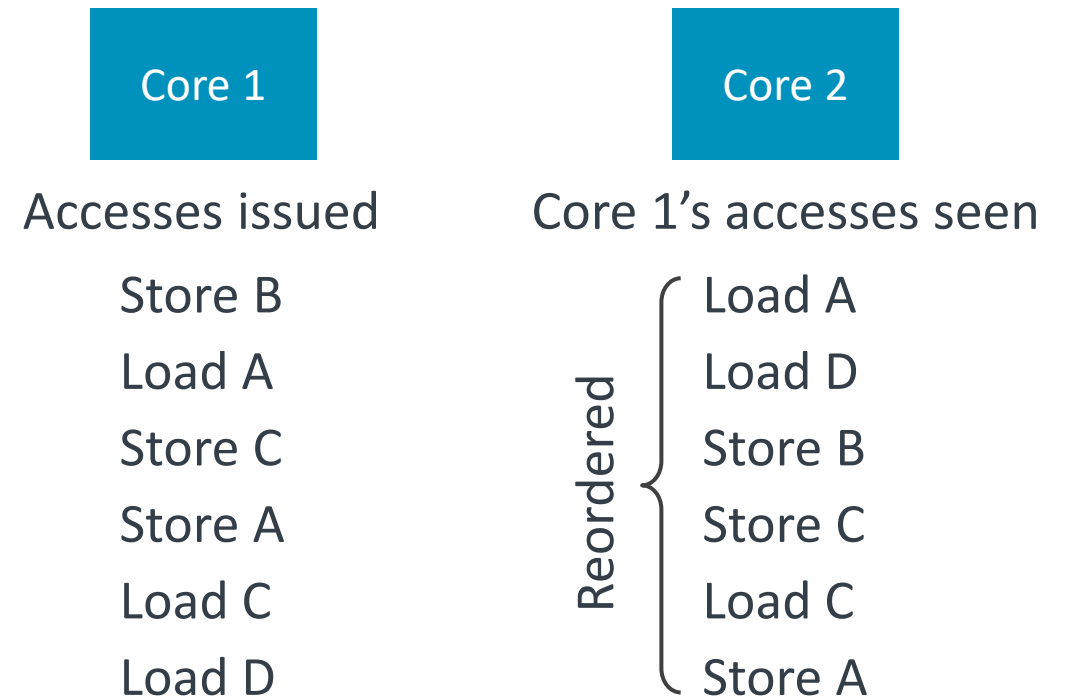 Core 1
Accesses issued
Store B
Load A
Store C
Store A
Load C
Load D
Core 2
Core 1’s accesses seen
Reordered
Load A
Load D
Store B
Store C
Load C
Store A